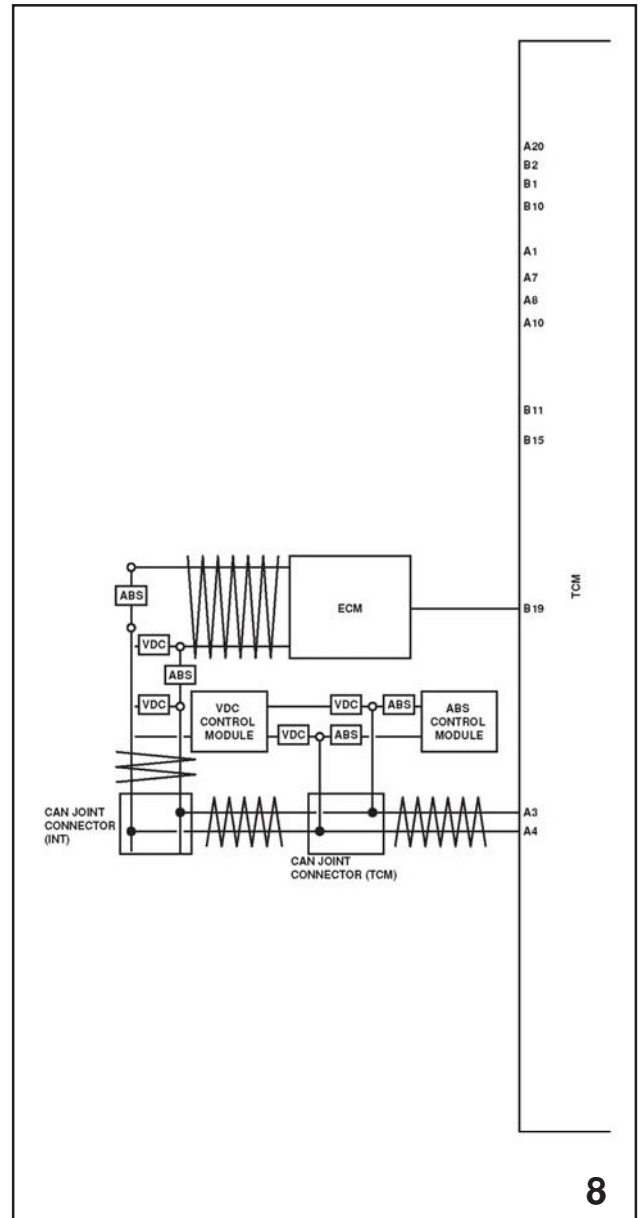 A20
B2
B1
B10
A1
A7
A8
A10
B11
B15
ABS
ECM
B19
TCM
VDC
ABS
VDC
VDC
CONTROL
MODULE
VDC
ABS
ABS
CONTROL
MODULE
VDC
ABS
CAN JOINT
CONNECTOR
(INT)
A3
A4
CAN JOINT
CONNECTOR (TCM)
8